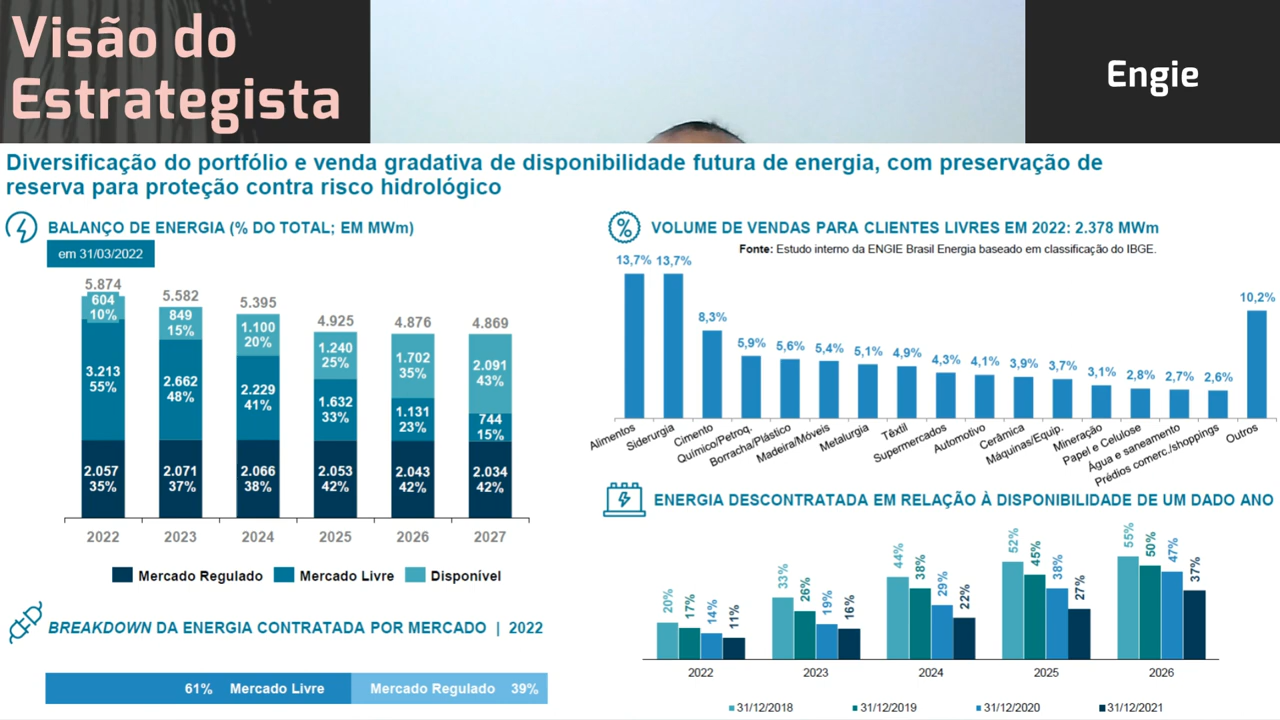 Visão do
Estrategista
Engie
Diversificação do portfólio e venda gradativa de disponibilidade futura de energia, com preservação de
reserva para proteção contra risco hidrológico
BALANÇO DE ENERGIA (% DO TOTAL; EM MWm)
em 31/03/2022
5.874 5.582 5.395 4.925 4.876 4.869
604 849 1.100 1.240 1.702 2.091
10% 15% 20% 25% 35% 43%
3.213 2.662 2.229 1.632 1.131 744
55% 48% 41% 33% 23% 15%
2.057 2.071 2.066 2.053 2.043 2.034
35% 37% 38% 42% 42% 42%
2022 2023 2024 2025 2026 2027
Mercado Regulado Mercado Livre Disponível
BREAKDOWN DA ENERGIA CONTRATADA POR MERCADO | 2022
61% Mercado Livre Mercado Regulado 39%
VOLUME DE VENDAS PARA CLIENTES LIVRES EM 2022: 2.378 MWm
Fonte: Estudo interno da ENGIE Brasil Energia baseado em classificação do IBGE.
13,7% 13,7% 8,3% 5,9% 5,6% 5,4% 5,1% 4,9% 4,3% 4,1% 3,9% 3,7% 3,1% 2,8% 2,7% 2,6% 10,2%
Alimentos
Siderurgia
Cimento
Químico/Petroq.
Borracha/Plástico
Madeira/Móveis
Metalurgia
Têxtil
Supermercados
Automotivo
Cerâmica
Máquinas/Equip.
Mineração
Papel e Celulose
Água e saneamento
Prédios comerc./shoppings
Outros
ENERGIA DESCONTRATADA EM RELAÇÃO À DISPONIBILIDADE DE UM DADO ANO
20% 17% 14% 11% 33% 26% 19% 16% 44% 38% 29% 22% 52% 45% 38% 27% 55% 50% 47% 37%
2022 2023 2024 2025 2026
31/12/2018 31/12/2019 31/12/2020 31/12/2021